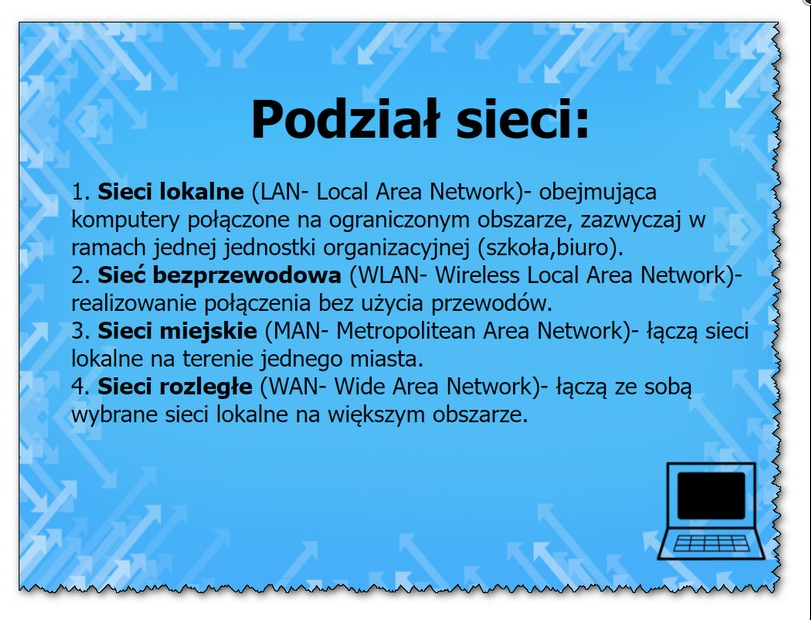 Podział sieci:
1. Sieci lokalne (LAN- Local Area Network)- obejmująca
komputery połączone na ograniczonym obszarze, zazwyczaj w
ramach jednej jednostki organizacyjnej (szkoła,biuro).
2. Sieć bezprzewodowa (WLAN- Wireless Local Area Network)-
realizowanie połączenia bez użycia przewodów.
3. Sieci miejskie (MAN- Metropolitean Area Network)- łączą sieci
lokalne na terenie jednego miasta.
4. Sieci rozległe (WAN- Wide Area Network)- łączą ze sobą
wybrane sieci lokalne na większym obszarze.